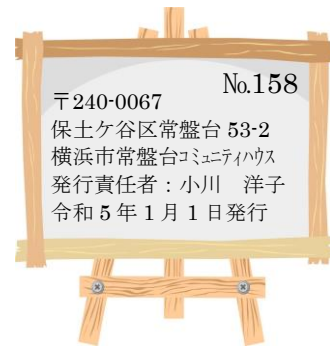 No.158
〒240-0067
保土ケ谷区常盤台 53-2
横浜市常盤台ｺﾐｭﾆﾃｨﾊｳｽ
発行責任者：小川　洋子
令和 5 年 1 月 1 日発行